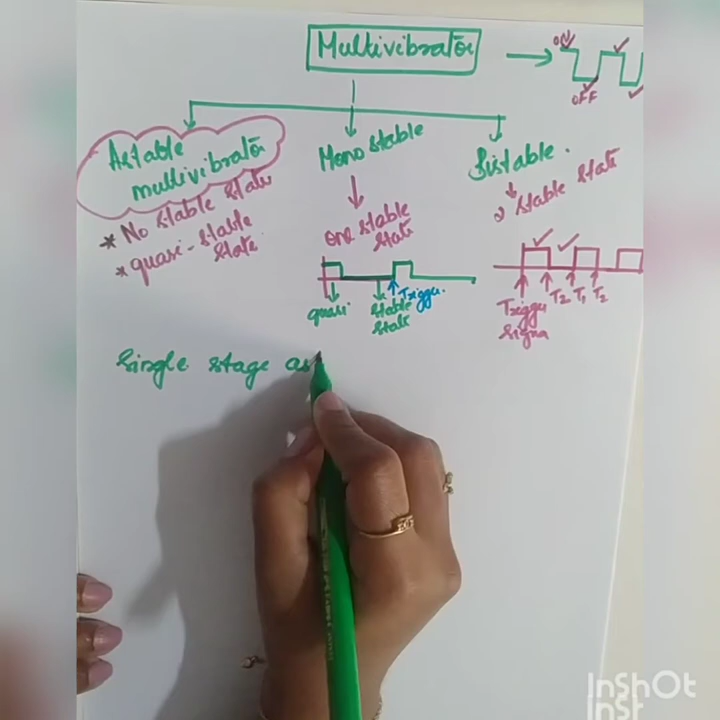 Multivibrator
ON
OFF
Astable
multivibrator
* No stable state
* quasi-stable
state
Mono stable
one stable
state
quasi
stable
state
Trigger
Bistable.
2 stable state
Trigger
Signa
T2 T1 T2
Single stage as
InShOt